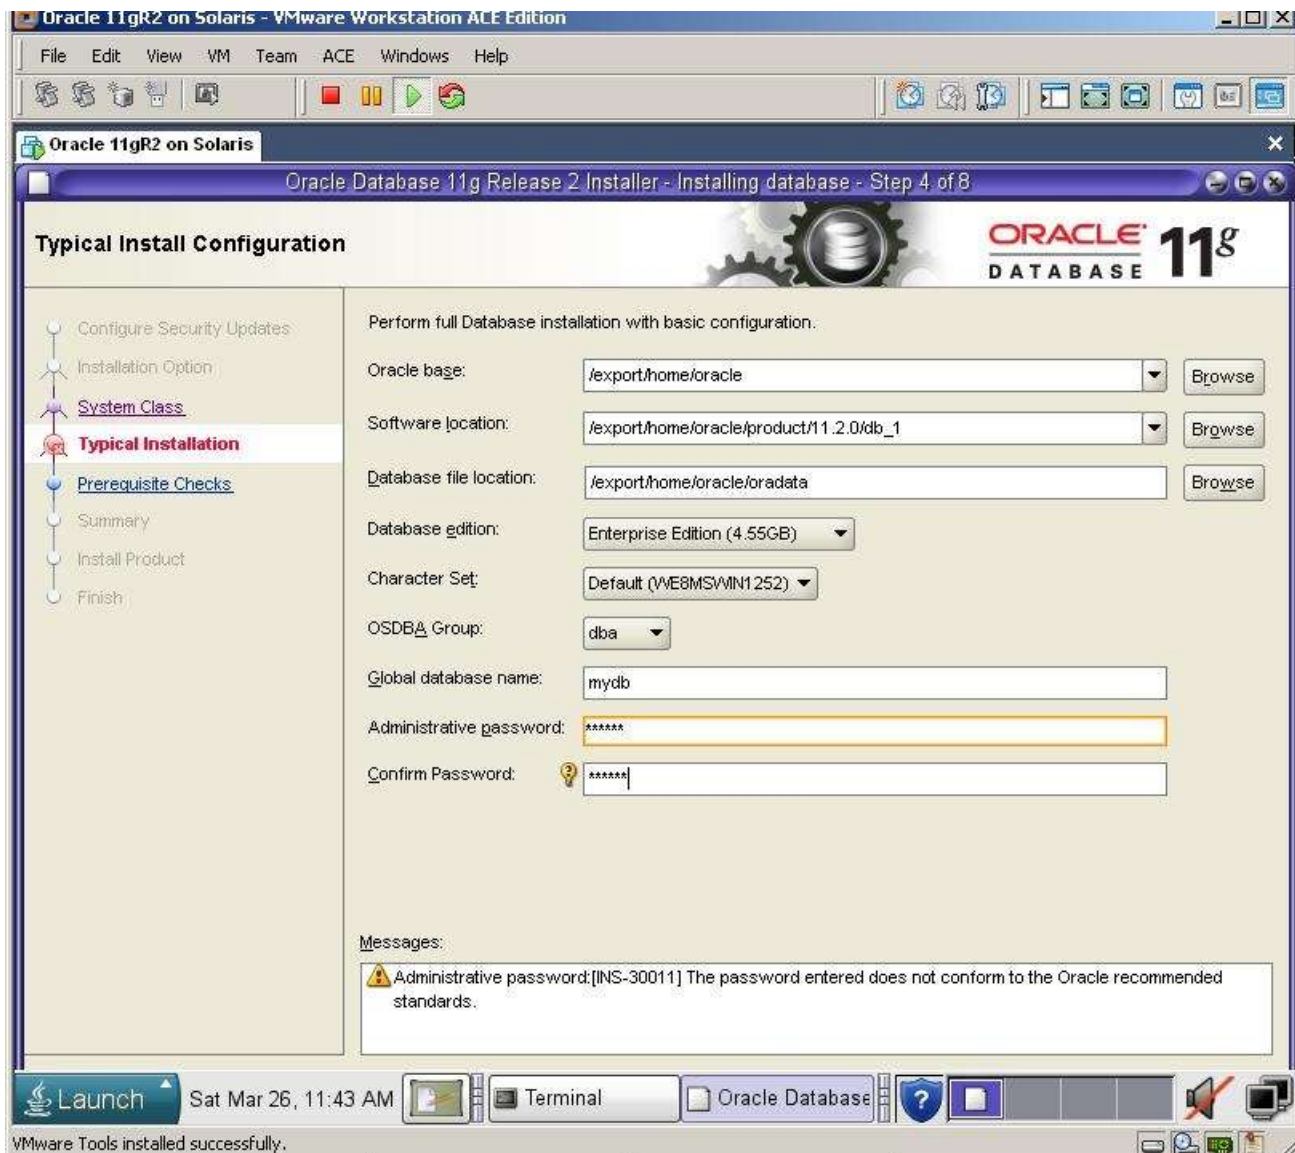 Oracle 11gR2 on Solaris - VMware Workstation ACE Edition
File Edit View VM Team ACE Windows Help
Oracle 11gR2 on Solaris
Oracle Database 11g Release 2 Installer - Installing database - Step 4 of 8
Typical Install Configuration
ORACLE DATABASE 11g
Configure Security Updates
Installation Option
System Class
Typical Installation
Prerequisite Checks
Summary
Install Product
Finish
Perform full Database installation with basic configuration.
Oracle base: /export/home/oracle Browse
Software location: /export/home/oracle/product/11.2.0/db_1 Browse
Database file location: /export/home/oracle/oradata Browse
Database edition: Enterprise Edition (4.55GB)
Character Set: Default (WE8MSWIN1252)
OSDBA Group: dba
Global database name: mydb
Administrative password: ******
Confirm Password: ******
Messages:
Administrative password:[INS-30011] The password entered does not conform to the Oracle recommended
standards.
Launch Sat Mar 26, 11:43 AM Terminal Oracle Database
VMware Tools installed successfully.